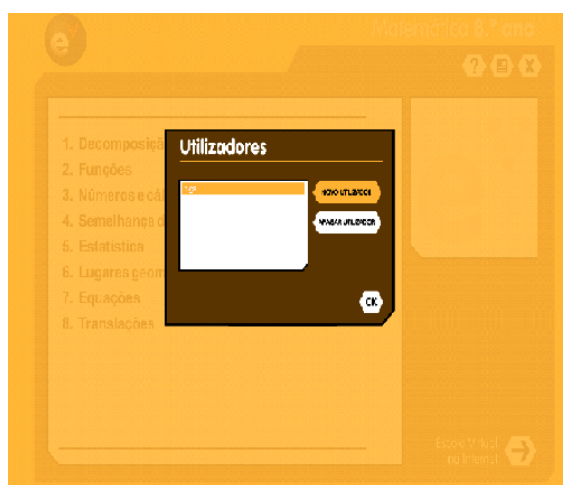 Matemática 8.º ano
?
X
1. Decomposiçã
2. Funções
3. Números e cál
4. Semelhança d
5. Estatística
6. Lugares geom
7. Equações
8. Translações
Utilizadores
NOVO UTILIZADOR
APAGAR UTILIZADOR
OK
Escola Virtual
na Internet